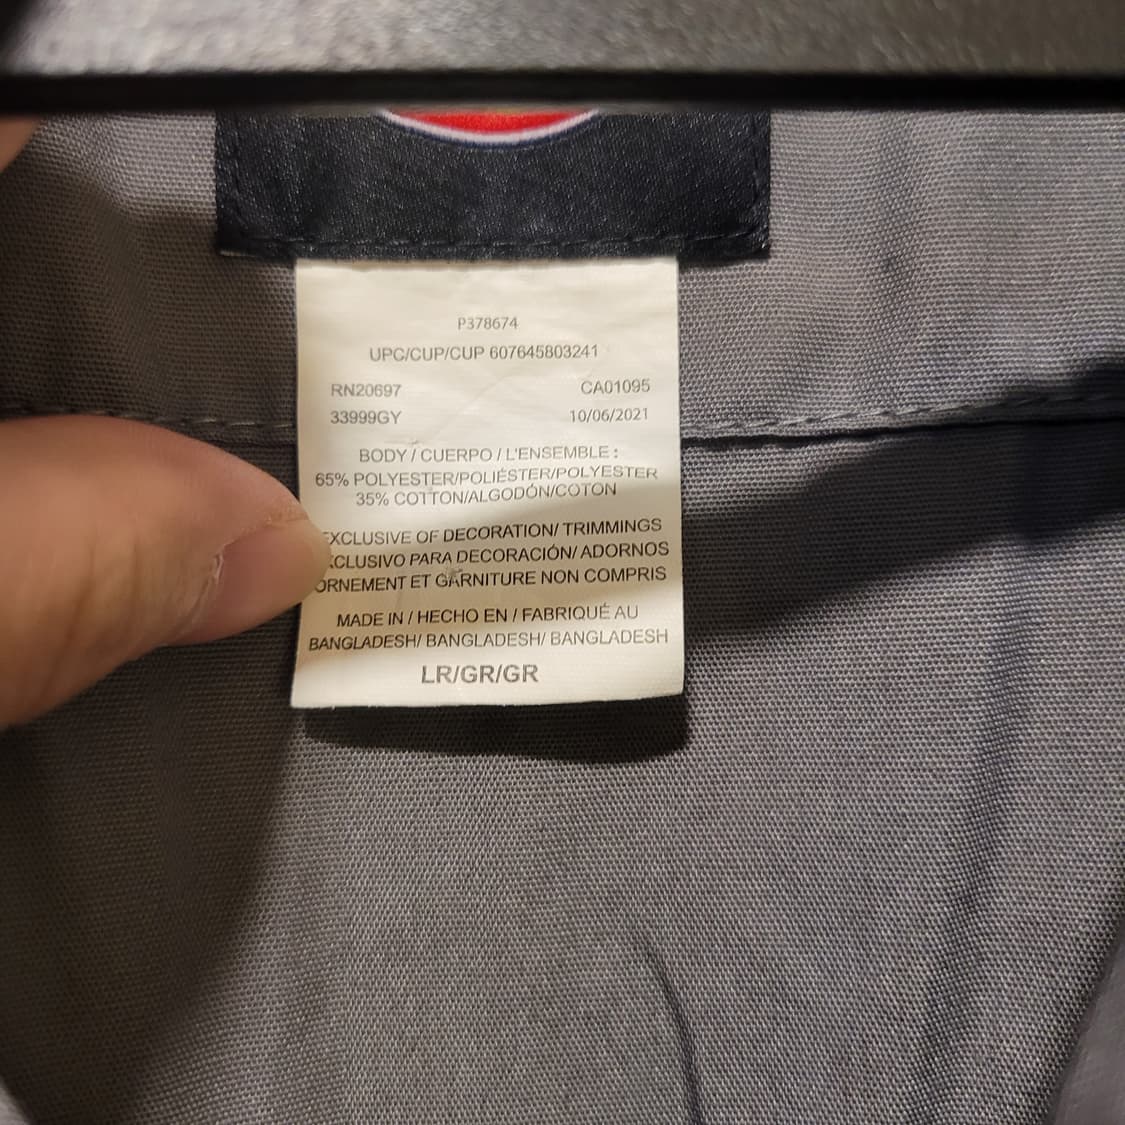 P378674
UPC/CUP/CUP 607645803241
RN20697 CA01095
33999GY 10/06/2021
BODY / CUERPO / L'ENSEMBLE :
65% POLYESTER/POLIÉSTER/POLYESTER
35% COTTON/ALGODÓN/COTON
EXCLUSIVE OF DECORATION/ TRIMMINGS
EXCLUSIVO PARA DECORACIÓN/ ADORNOS
ORNEMENT ET GARNITURE NON COMPRIS
MADE IN / HECHO EN / FABRIQUÉ AU
BANGLADESH/ BANGLADESH/ BANGLADESH
LR/GR/GR